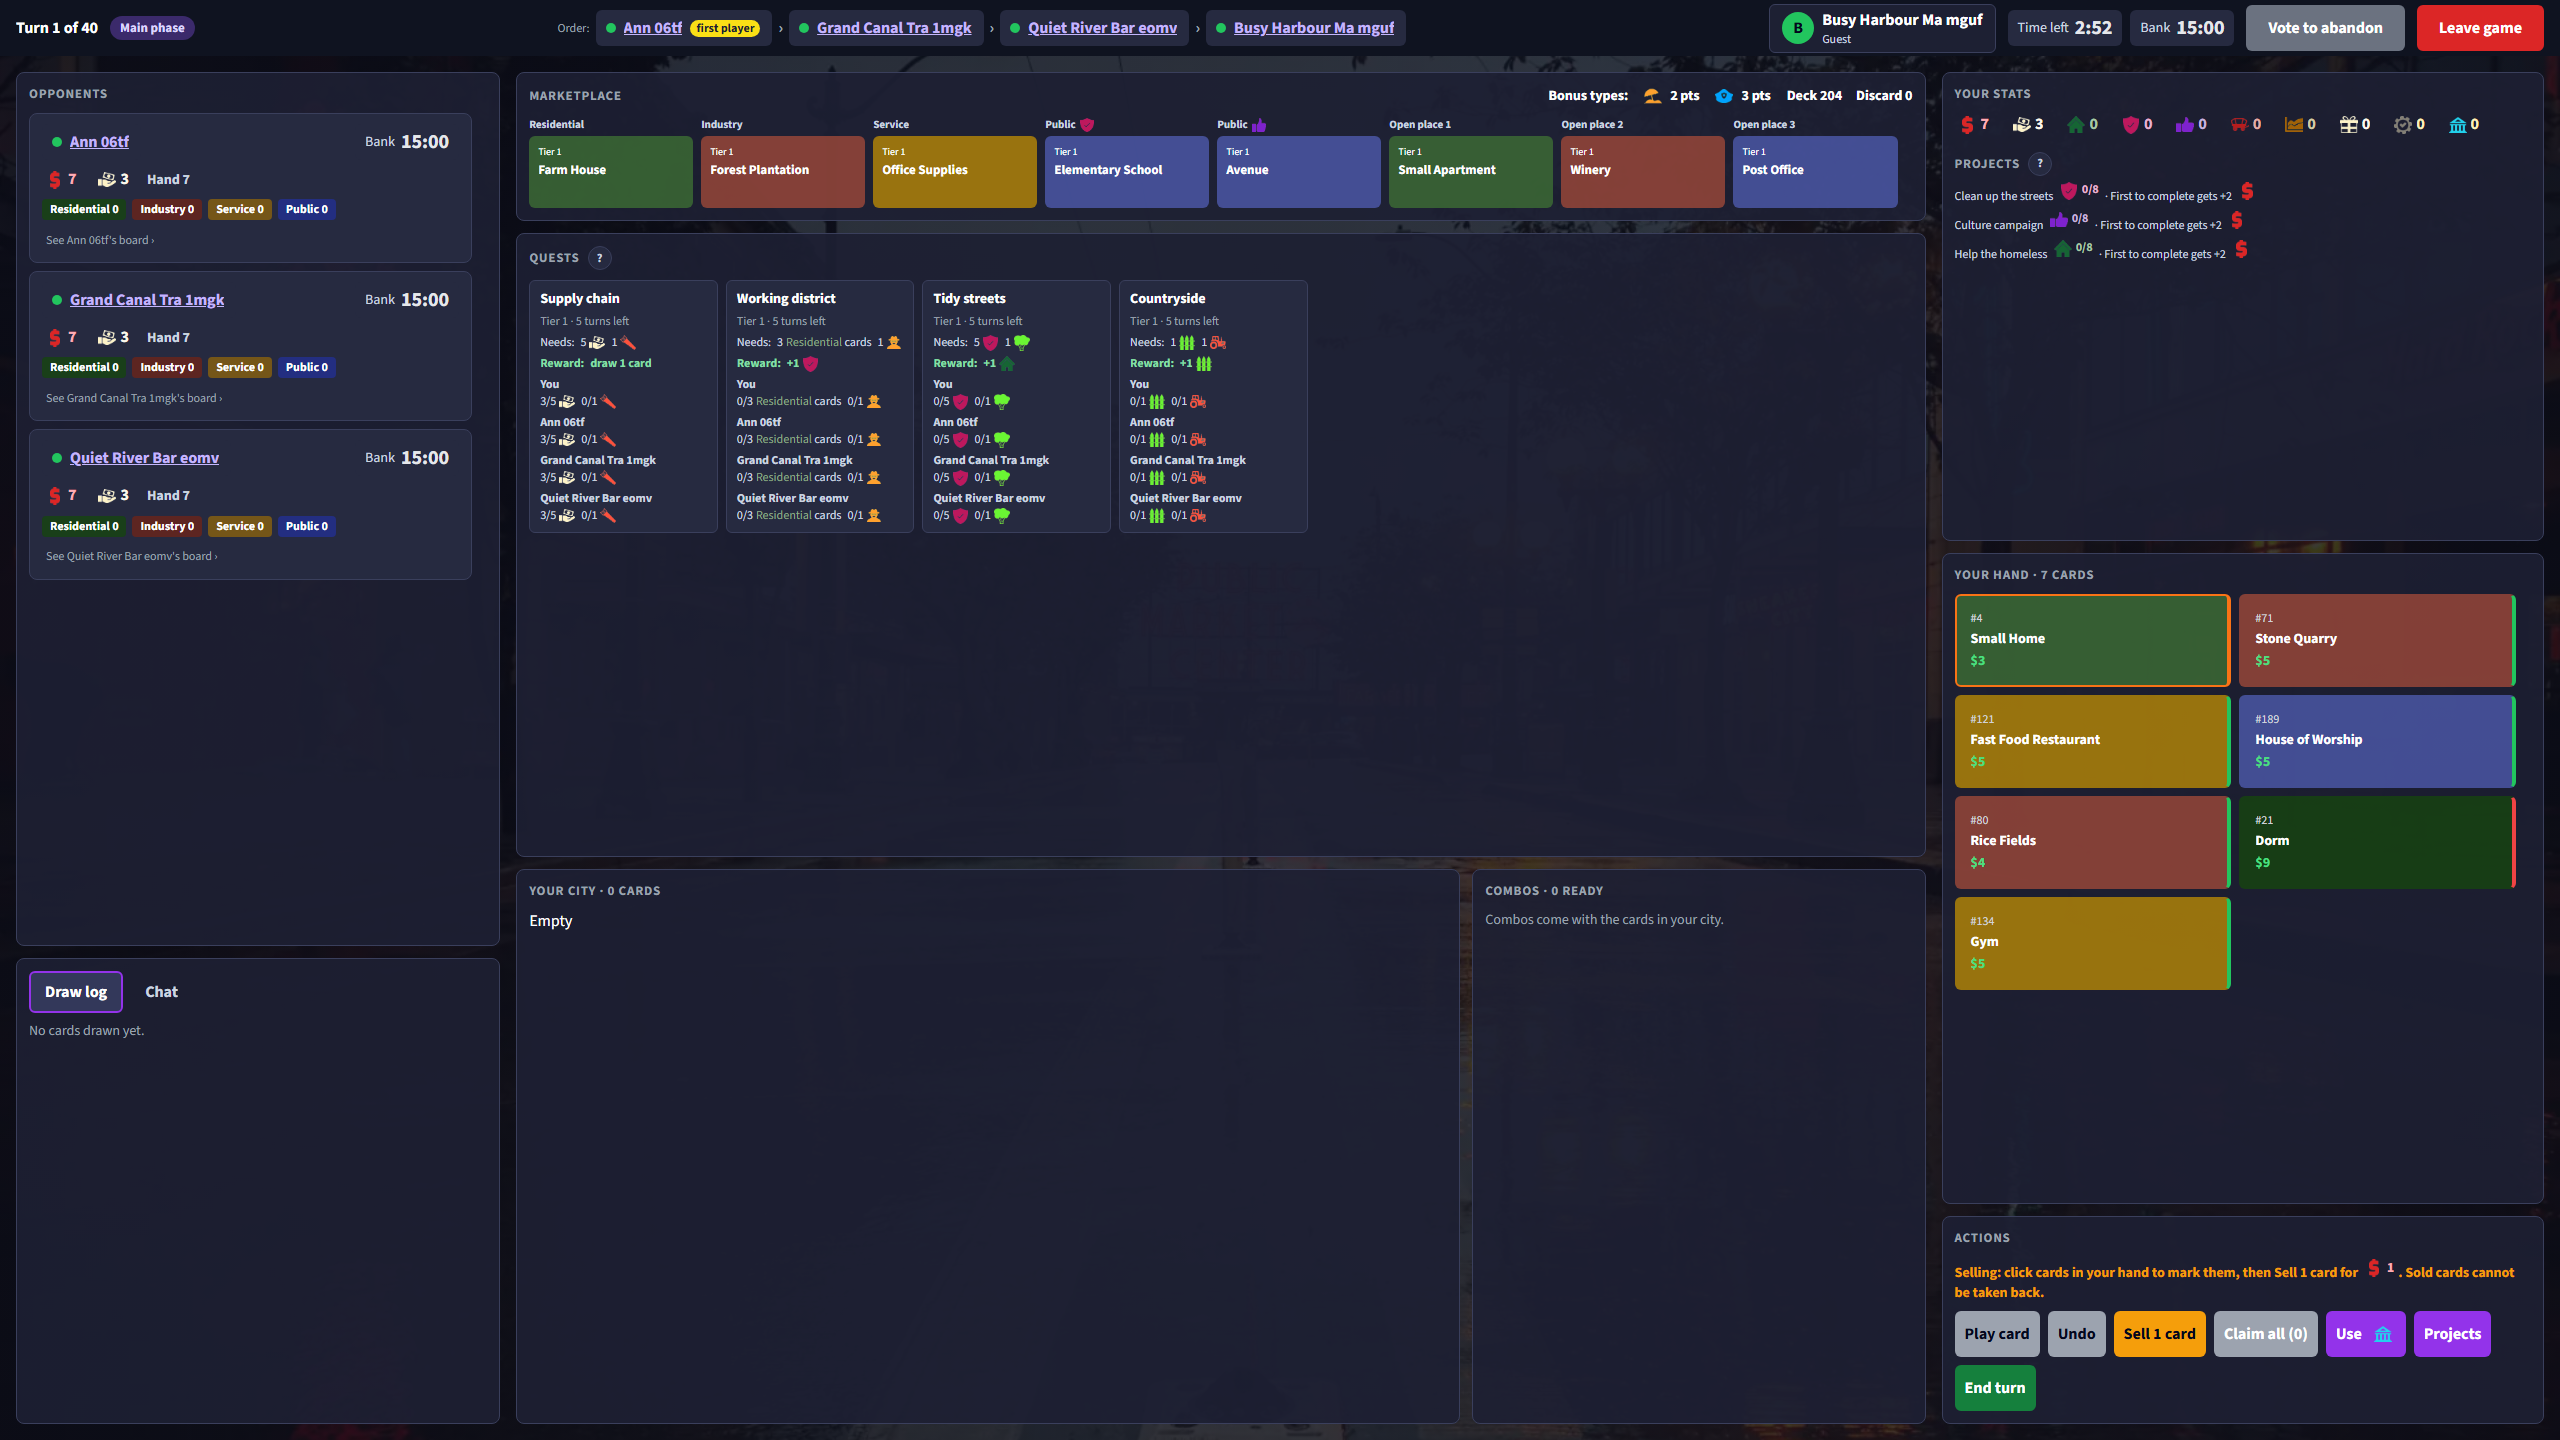 Turn 1 of 40 Main phase
Order: Ann 06tf first player › Grand Canal Tra 1mgk › Quiet River Bar eomv › Busy Harbour Ma mguf
B Busy Harbour Ma mguf
Guest
Time left 2:52 Bank 15:00 Vote to abandon Leave game
OPPONENTS
Ann 06tf Bank 15:00
7 3 Hand 7
Residential 0 Industry 0 Service 0 Public 0
See Ann 06tf's board ›
Grand Canal Tra 1mgk Bank 15:00
7 3 Hand 7
Residential 0 Industry 0 Service 0 Public 0
See Grand Canal Tra 1mgk's board ›
Quiet River Bar eomv Bank 15:00
7 3 Hand 7
Residential 0 Industry 0 Service 0 Public 0
See Quiet River Bar eomv's board ›
Draw log Chat
No cards drawn yet.
MARKETPLACE
Bonus types: 2 pts 3 pts Deck 204 Discard 0
Residential Industry Service Public Public Open place 1 Open place 2 Open place 3
Tier 1 Tier 1 Tier 1 Tier 1 Tier 1 Tier 1 Tier 1 Tier 1
Farm House Forest Plantation Office Supplies Elementary School Avenue Small Apartment Winery Post Office
QUESTS ?
Supply chain
Tier 1 · 5 turns left
Needs: 5 1
Reward: draw 1 card
You
3/5 0/1
Ann 06tf
3/5 0/1
Grand Canal Tra 1mgk
3/5 0/1
Quiet River Bar eomv
3/5 0/1
Working district
Tier 1 · 5 turns left
Needs: 3 Residential cards 1
Reward: +1
You
0/3 Residential cards 0/1
Ann 06tf
0/3 Residential cards 0/1
Grand Canal Tra 1mgk
0/3 Residential cards 0/1
Quiet River Bar eomv
0/3 Residential cards 0/1
Tidy streets
Tier 1 · 5 turns left
Needs: 5 1
Reward: +1
You
0/5 0/1
Ann 06tf
0/5 0/1
Grand Canal Tra 1mgk
0/5 0/1
Quiet River Bar eomv
0/5 0/1
Countryside
Tier 1 · 5 turns left
Needs: 1 1
Reward: +1
You
0/1 0/1
Ann 06tf
0/1 0/1
Grand Canal Tra 1mgk
0/1 0/1
Quiet River Bar eomv
0/1 0/1
YOUR CITY · 0 CARDS
Empty
COMBOS · 0 READY
Combos come with the cards in your city.
YOUR STATS
7 3 0 0 0 0 0 0 0 0
PROJECTS ?
Clean up the streets 0/8 · First to complete gets +2
Culture campaign 0/8 · First to complete gets +2
Help the homeless 0/8 · First to complete gets +2
YOUR HAND · 7 CARDS
#4
Small Home
$3
#71
Stone Quarry
$5
#121
Fast Food Restaurant
$5
#189
House of Worship
$5
#80
Rice Fields
$4
#21
Dorm
$9
#134
Gym
$5
ACTIONS
Selling: click cards in your hand to mark them, then Sell 1 card for 1 . Sold cards cannot
be taken back.
Play card Undo Sell 1 card Claim all (0) Use Projects
End turn